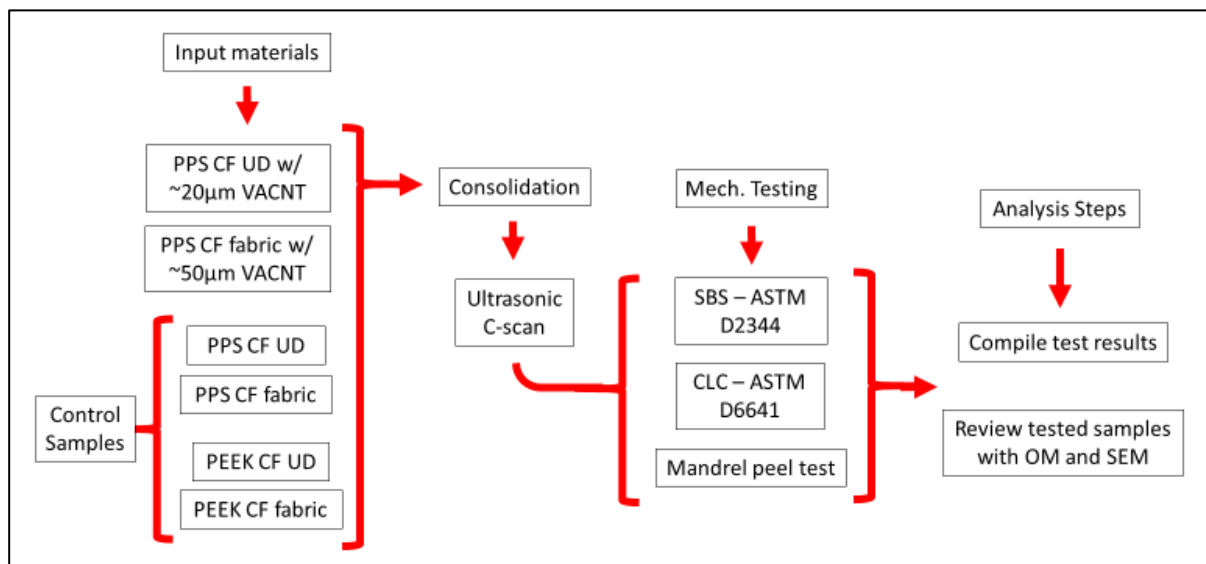 Input materials
PPS CF UD w/
~20µm VACNT
PPS CF fabric w/
~50µm VACNT
Control
Samples
PPS CF UD
PPS CF fabric
PEEK CF UD
PEEK CF fabric
Consolidation
Ultrasonic
C-scan
Mech. Testing
SBS – ASTM
D2344
CLC – ASTM
D6641
Mandrel peel test
Analysis Steps
Compile test results
Review tested samples
with OM and SEM